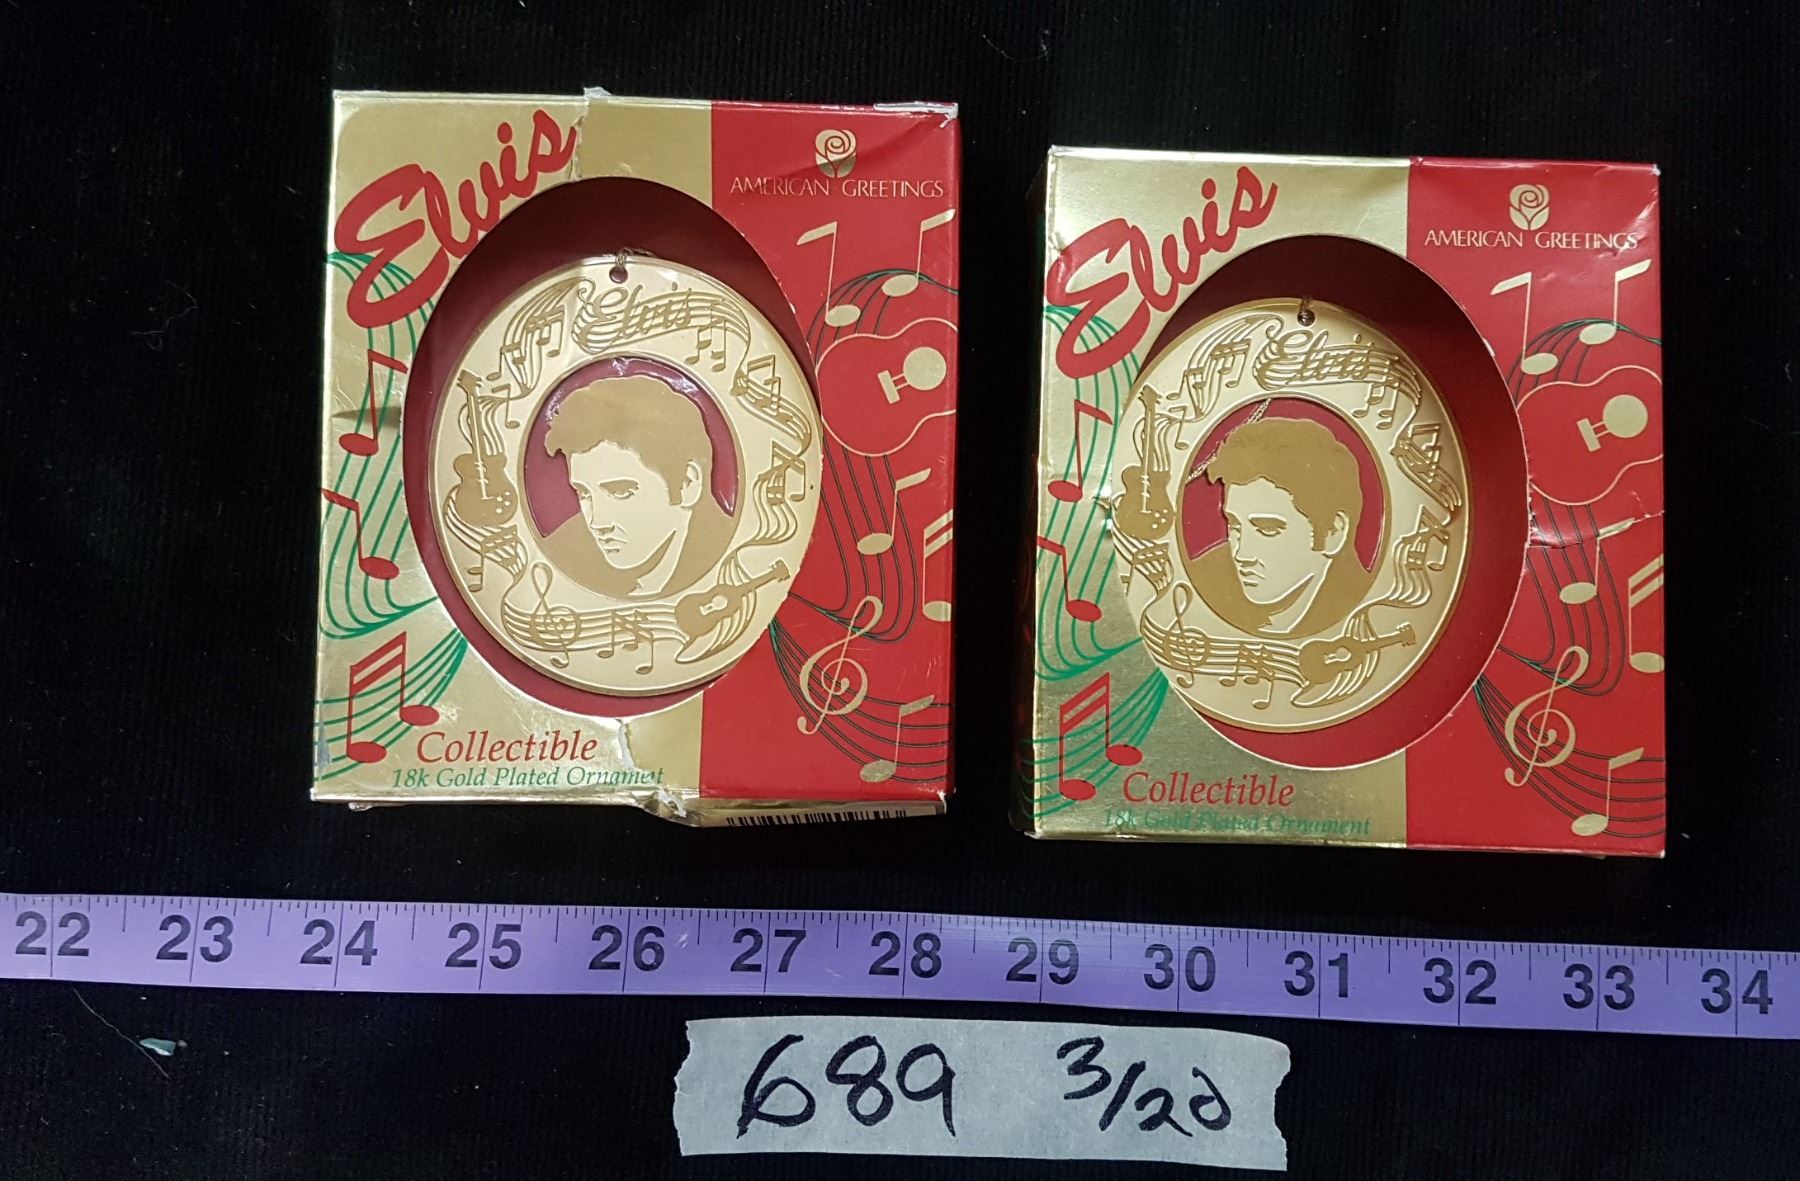 Elvis
AMERICAN GREETINGS
Elvis
Collectible
18k Gold Plated Ornament
Elvis
AMERICAN GREETINGS
Elvis
Collectible
18k Gold Plated Ornament
22 23 24 25 26 27 28 29 30 31 32 33 34
689 3/20